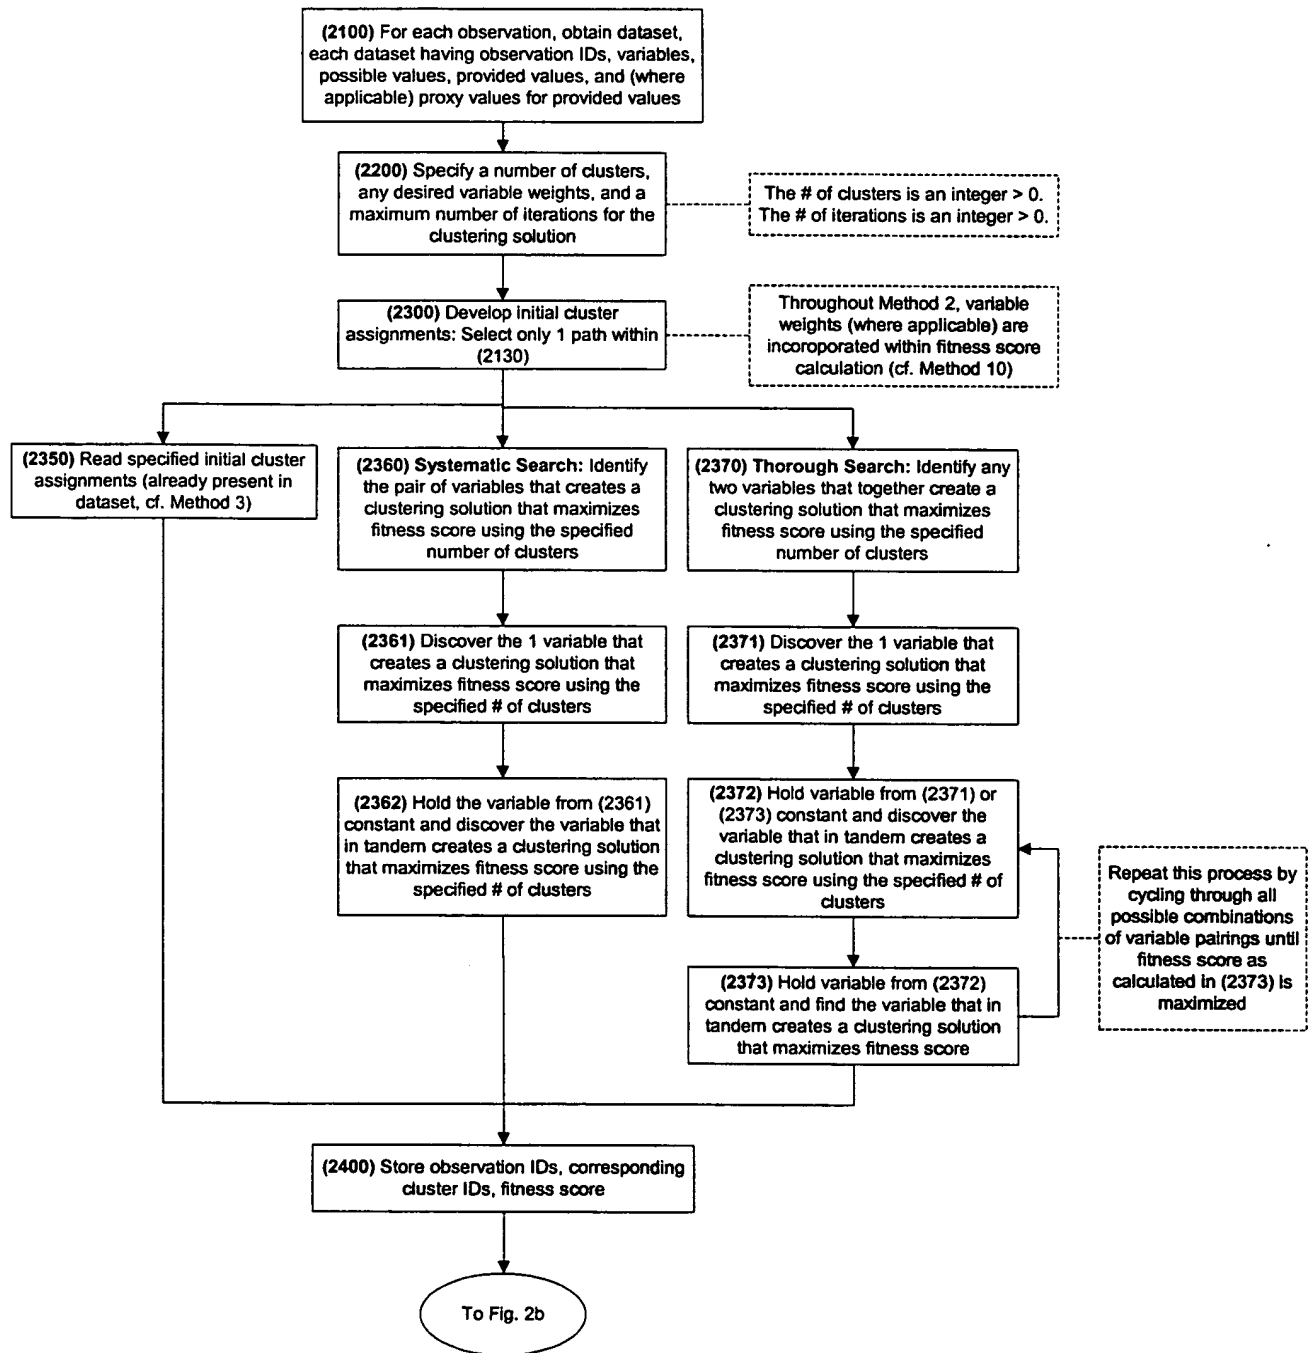 (2100) For each observation, obtain dataset,
each dataset having observation IDs, variables,
possible values, provided values, and (where
applicable) proxy values for provided values
(2200) Specify a number of clusters,
any desired variable weights, and a
maximum number of iterations for the
clustering solution
The # of clusters is an integer > 0.
The # of iterations is an integer > 0.
(2300) Develop initial cluster
assignments: Select only 1 path within
(2130)
Throughout Method 2, variable
weights (where applicable) are
incoroporated within fitness score
calculation (cf. Method 10)
(2350) Read specified initial cluster
assignments (already present in
dataset, cf. Method 3)
(2360) Systematic Search: Identify
the pair of variables that creates a
clustering solution that maximizes
fitness score using the specified
number of clusters
(2370) Thorough Search: Identify any
two variables that together create a
clustering solution that maximizes
fitness score using the specified
number of clusters
(2361) Discover the 1 variable that
creates a clustering solution that
maximizes fitness score using the
specified # of clusters
(2371) Discover the 1 variable that
creates a clustering solution that
maximizes fitness score using the
specified # of clusters
(2362) Hold the variable from (2361)
constant and discover the variable that
in tandem creates a clustering solution
that maximizes fitness score using the
specified # of clusters
(2372) Hold variable from (2371) or
(2373) constant and discover the
variable that in tandem creates a
clustering solution that maximizes
fitness score using the specified # of
clusters
Repeat this process by
cycling through all
possible combinations
of variable pairings until
fitness score as
calculated in (2373) is
maximized
(2373) Hold variable from (2372)
constant and find the variable that in
tandem creates a clustering solution
that maximizes fitness score
(2400) Store observation IDs, corresponding
cluster IDs, fitness score
To Fig. 2b